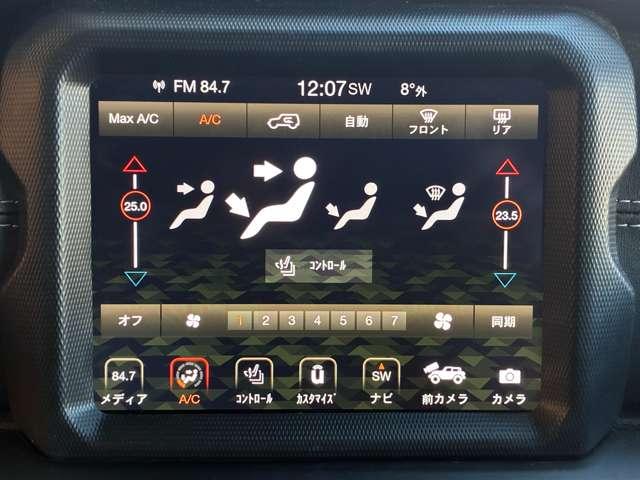 FM 84.7 12:07SW 8°外
Max A/C A/C 自動 フロント リア
25.0 23.5
コントロール
オフ 1 2 3 4 5 6 7 同期
84.7 u SW
メディア A/C コントロール カスタマイズ ナビ 前カメラ カメラ